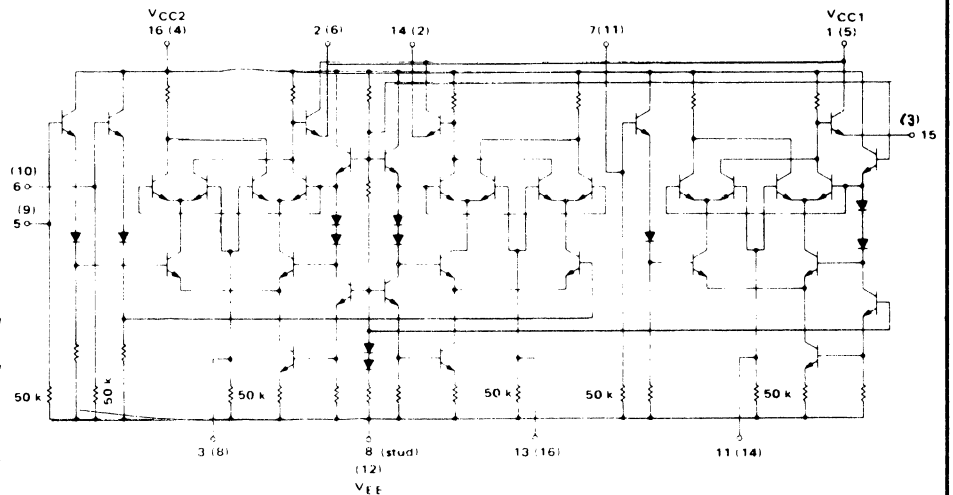 VCC2
16 (4)
2 (6)
14 (2)
7(11)
VCC1
1 (5)
(3)
15
(10)
6
(9)
5
50 k
50 k
50 k
50 k
50 k
50 k
3 (8)
8 (stud)
(12)
VEE
13 (16)
11 (14)